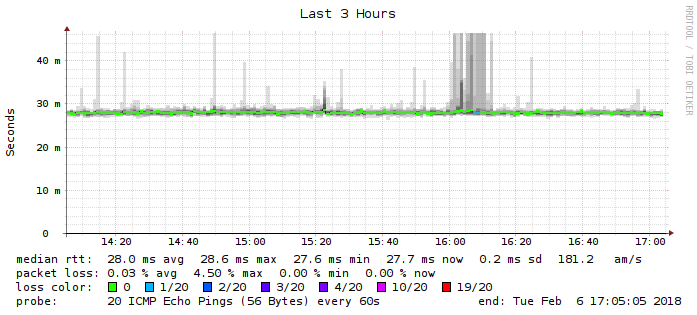 Last 3 Hours
RRDTOOL / TOBI OETIKER
Seconds
40 m
30 m
20 m
10 m
0
14:20 14:40 15:00 15:20 15:40 16:00 16:20 16:40 17:00
median rtt: 28.0 ms avg 28.6 ms max 27.6 ms min 27.7 ms now 0.2 ms sd 181.2 am/s
packet loss: 0.03 % avg 4.50 % max 0.00 % min 0.00 % now
loss color: 0 1/20 2/20 3/20 4/20 10/20 19/20
probe: 20 ICMP Echo Pings (56 Bytes) every 60s end: Tue Feb 6 17:05:05 2018